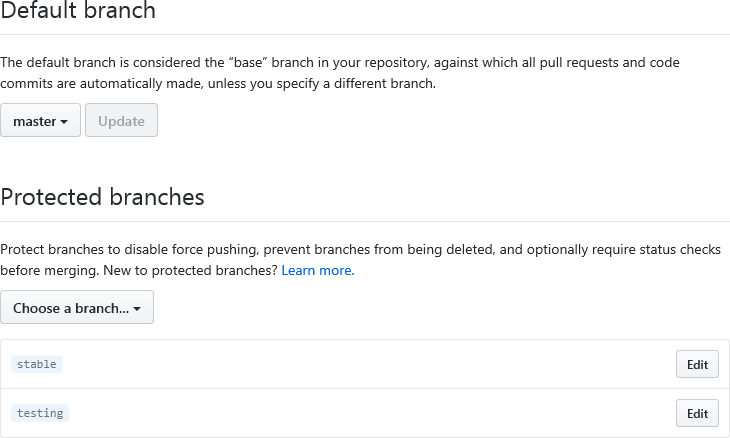 Default branch
The default branch is considered the “base” branch in your repository, against which all pull requests and code
commits are automatically made, unless you specify a different branch.
master Update
Protected branches
Protect branches to disable force pushing, prevent branches from being deleted, and optionally require status checks
before merging. New to protected branches? Learn more.
Choose a branch...
stable Edit
testing Edit